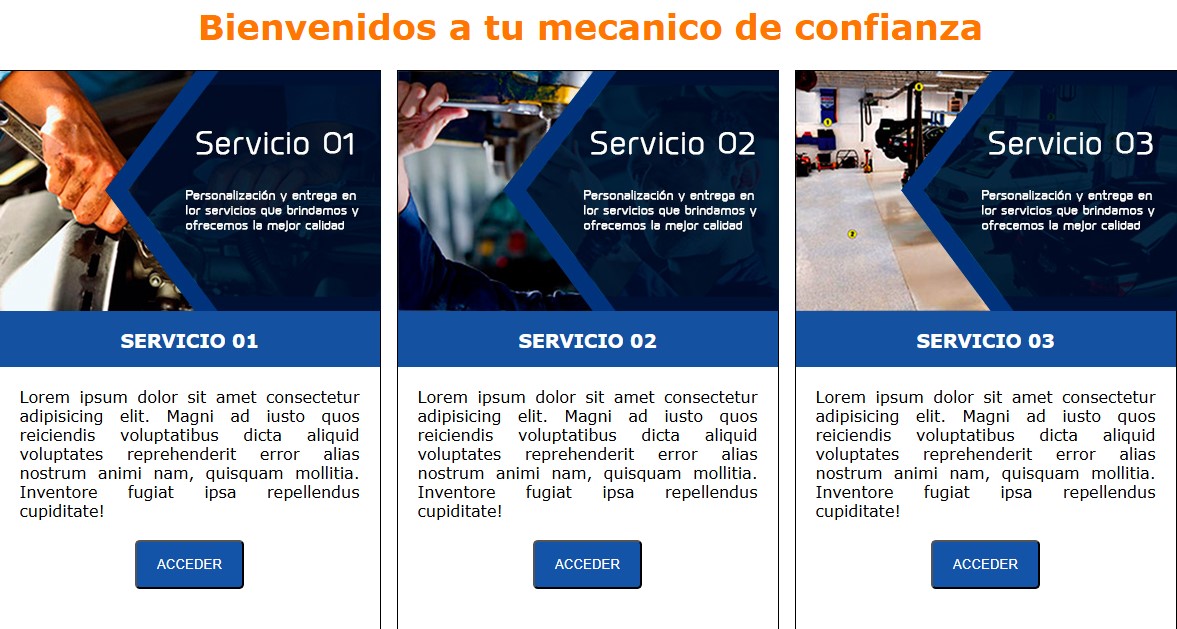 Bienvenidos a tu mecanico de confianza
Servicio 01
Personalización y entrega en
lor servicios que brindamos y
ofrecemos la mejor calidad
SERVICIO 01
Lorem ipsum dolor sit amet consectetur
adipisicing elit. Magni ad iusto quos
reiciendis voluptatibus dicta aliquid
voluptates reprehenderit error alias
nostrum animi nam, quisquam mollitia.
Inventore fugiat ipsa repellendus
cupiditate!
ACCEDER
Servicio 02
Personalización y entrega en
lor servicios que brindamos y
ofrecemos la mejor calidad
SERVICIO 02
Lorem ipsum dolor sit amet consectetur
adipisicing elit. Magni ad iusto quos
reiciendis voluptatibus dicta aliquid
voluptates reprehenderit error alias
nostrum animi nam, quisquam mollitia.
Inventore fugiat ipsa repellendus
cupiditate!
ACCEDER
Servicio 03
Personalización y entrega en
lor servicios que brindamos y
ofrecemos la mejor calidad
SERVICIO 03
Lorem ipsum dolor sit amet consectetur
adipisicing elit. Magni ad iusto quos
reiciendis voluptatibus dicta aliquid
voluptates reprehenderit error alias
nostrum animi nam, quisquam mollitia.
Inventore fugiat ipsa repellendus
cupiditate!
ACCEDER